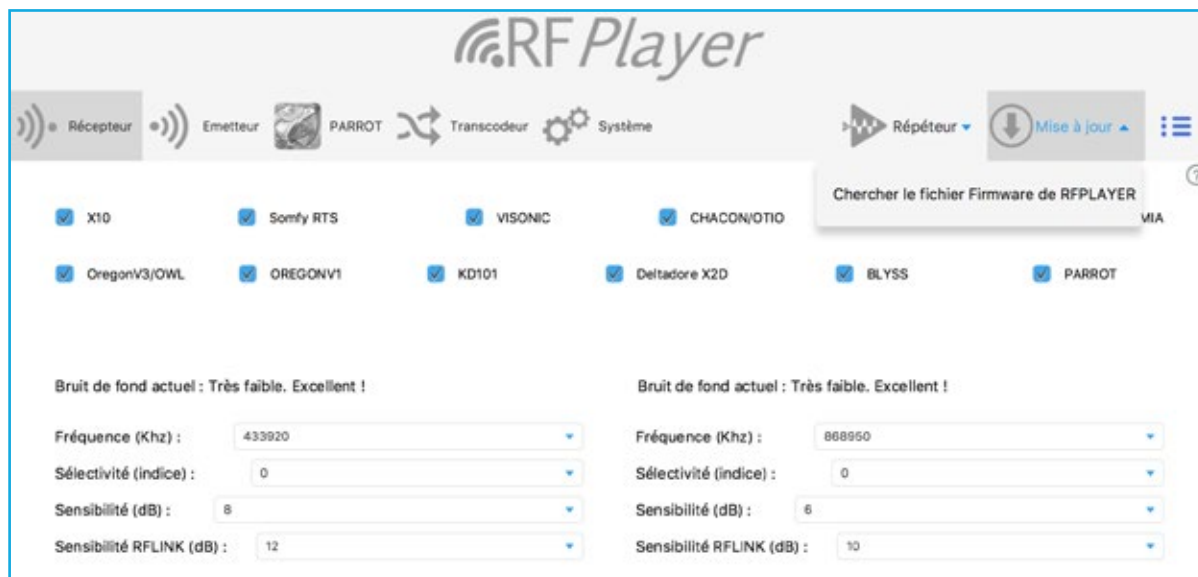 RFPlayer
Récepteur Emetteur PARROT Transcodeur Système Répéteur Mise à jour
Chercher le fichier Firmware de RFPLAYER
X10 Somfy RTS VISONIC CHACON/OTIO MIA
OregonV3/OWL OREGONV1 KD101 Deltadore X2D BLYSS PARROT
Bruit de fond actuel : Très faible. Excellent ! Bruit de fond actuel : Très faible. Excellent !
Fréquence (Khz) : 433920 Fréquence (Khz) : 868950
Sélectivité (indice) : 0 Sélectivité (indice) : 0
Sensibilité (dB) : 8 Sensibilité (dB) : 6
Sensibilité RFLINK (dB) : 12 Sensibilité RFLINK (dB) : 10